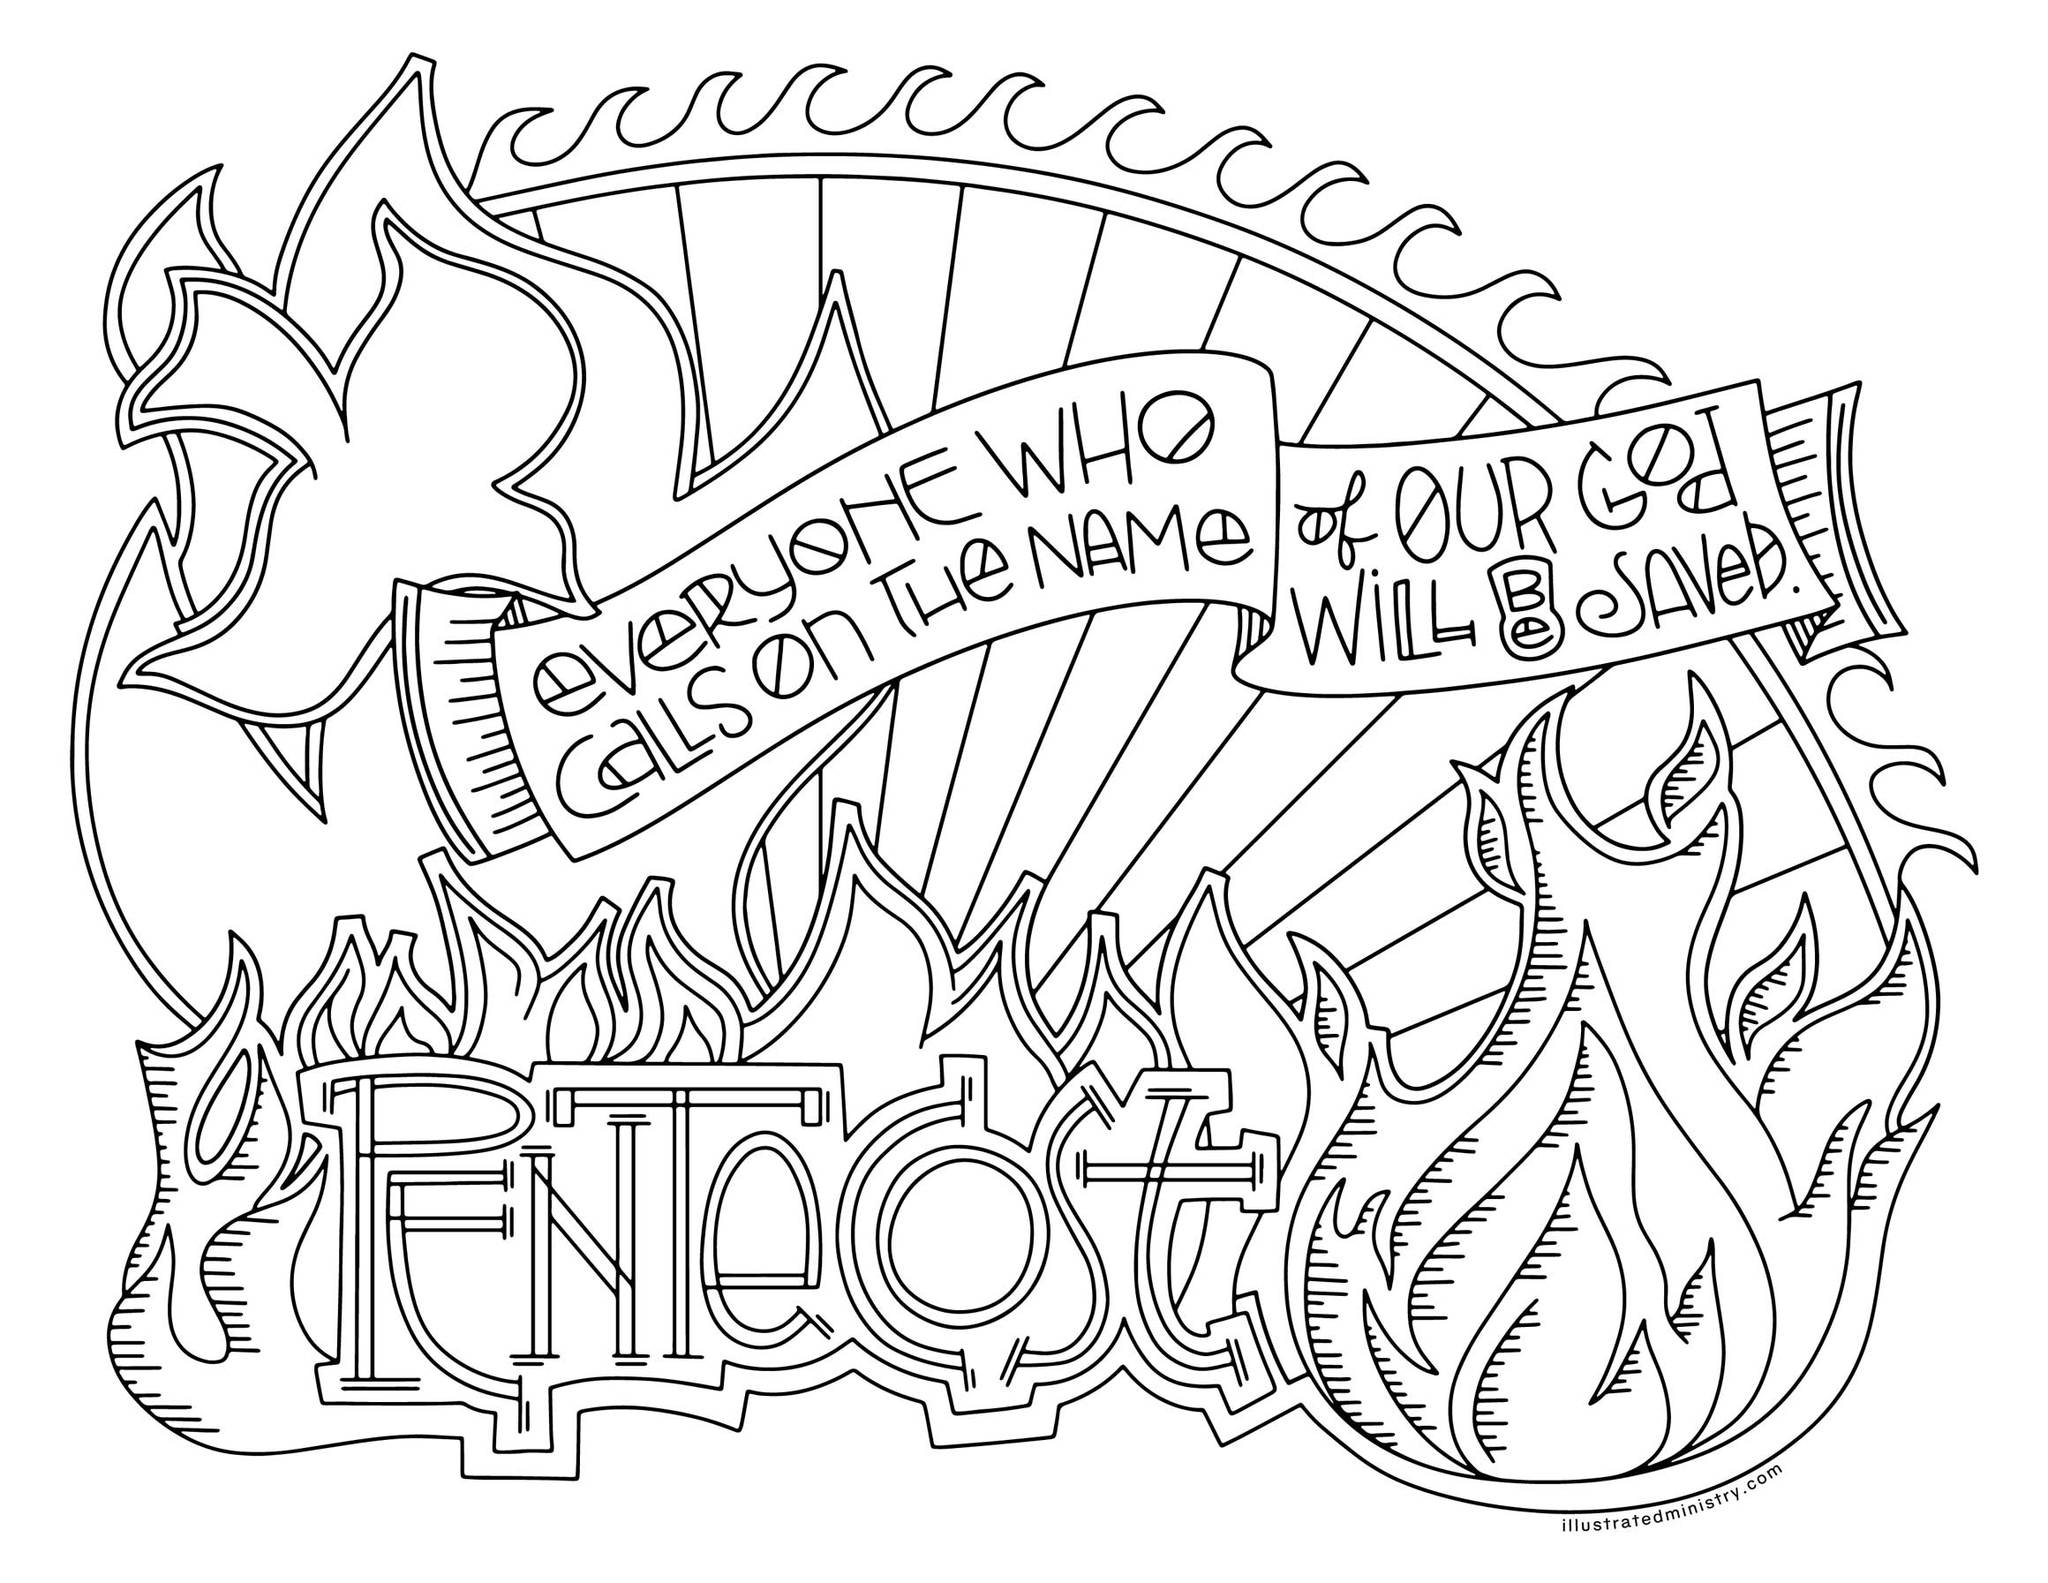 eVeRyONE WHO
CaLLS ON THe NAMe
of OUR GOd
WiLL Be SAVeD.
PENTeCOSt
illustratedministry.com